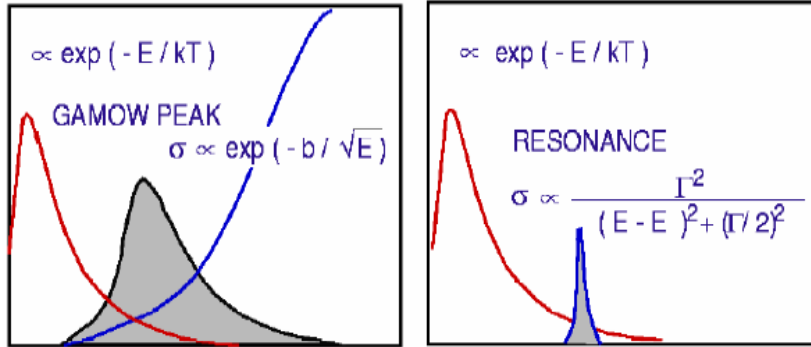 ∝ exp ( - E / kT )
GAMOW PEAK
σ ∝ exp ( - b / √E )
∝ exp ( - E / kT )
RESONANCE
σ ∝ Γ² / ( E - E )² + (Γ/ 2)²